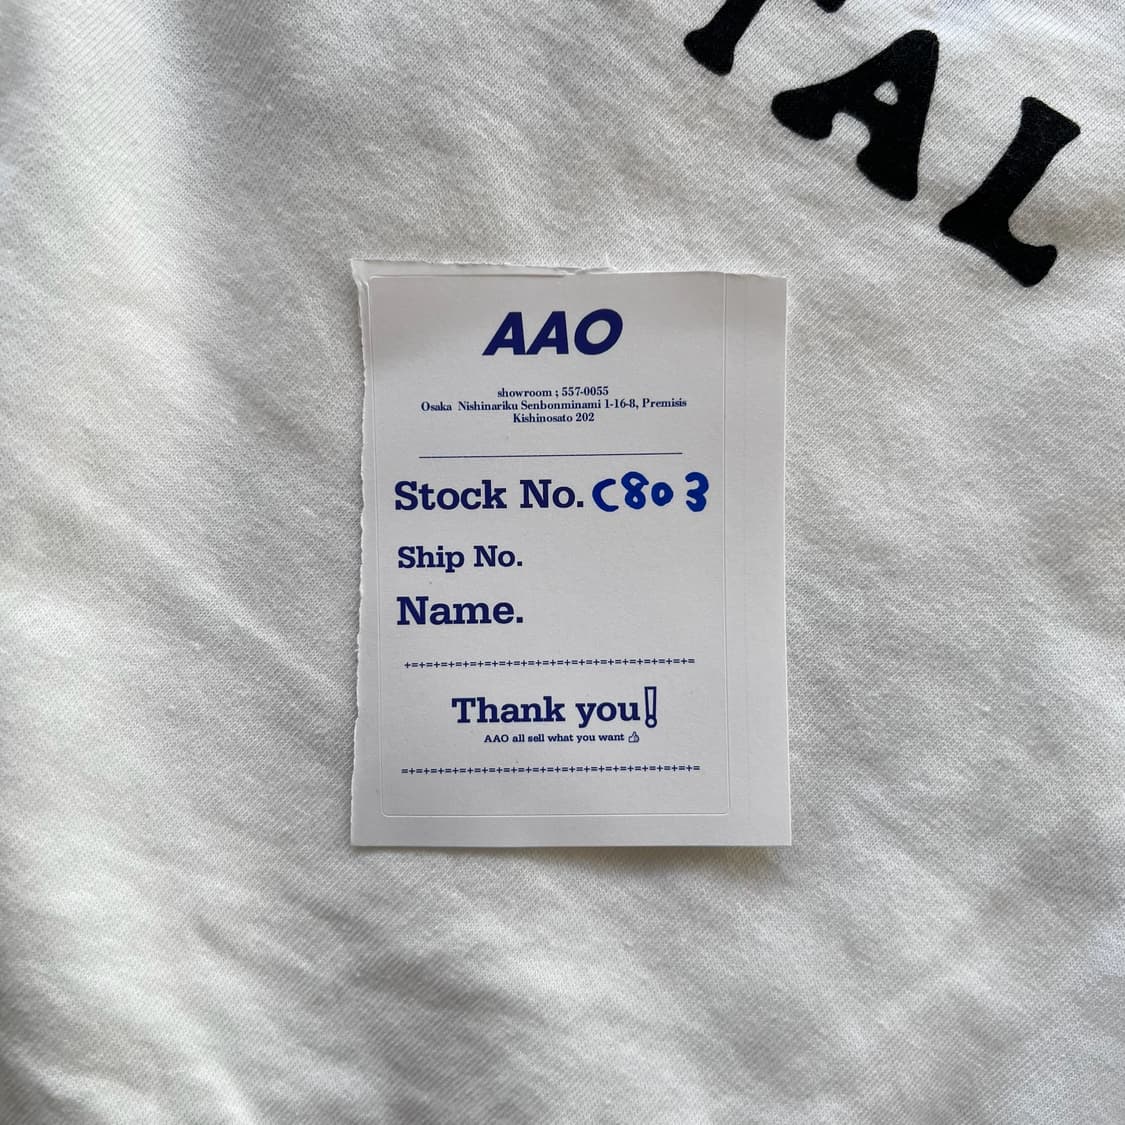 TAL
AAO
showroom ; 557-0055
Osaka Nishinariku Senbonminami 1-16-8, Premisis
Kishinosato 202
Stock No. C803
Ship No.
Name.
+=+=+=+=+=+=+=+=+=+=+=+=+=+=+=+=+=+=+=+=
Thank you!
AAO all sell what you want 👍
=+=+=+=+=+=+=+=+=+=+=+=+=+=+=+=+=+=+=+=+=